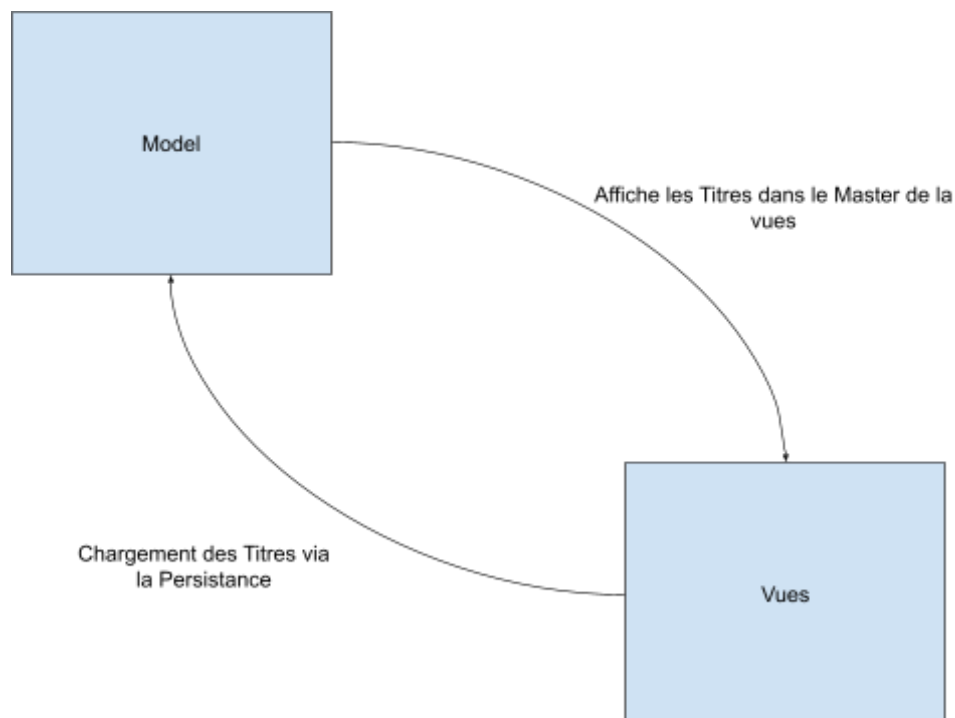 Model
Affiche les Titres dans le Master de la
vues
Chargement des Titres via
la Persistance
Vues